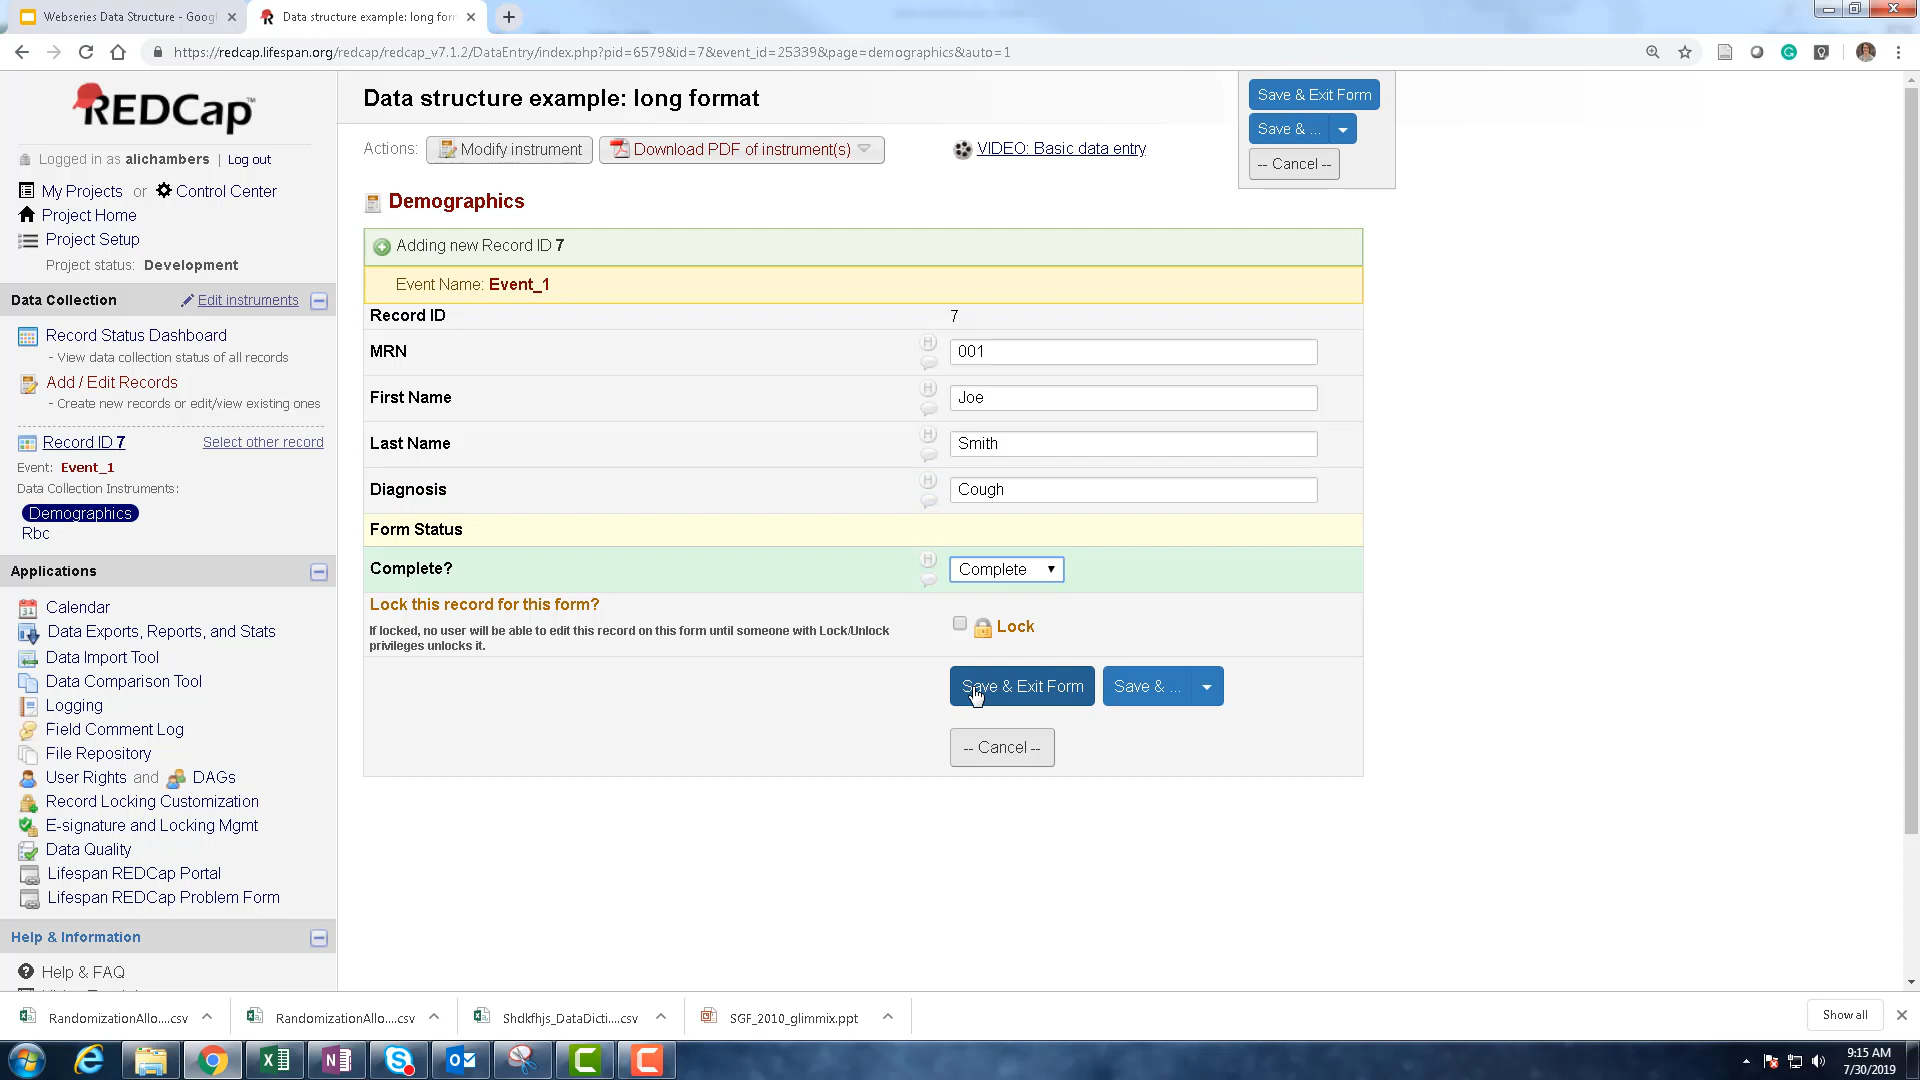 Webseries Data Structure - Googl
Data structure example: long form
https://redcap.lifespan.org/redcap/redcap_v7.1.2/DataEntry/index.php?pid=6579&id=7&event_id=25339&page=demographics&auto=1
REDCap
Logged in as alichambers | Log out
My Projects or Control Center
Project Home
Project Setup
Project status: Development
Data Collection
Edit instruments
Record Status Dashboard
- View data collection status of all records
Add / Edit Records
- Create new records or edit/view existing ones
Record ID 7
Select other record
Event: Event_1
Data Collection Instruments:
Demographics
Rbc
Applications
Calendar
Data Exports, Reports, and Stats
Data Import Tool
Data Comparison Tool
Logging
Field Comment Log
File Repository
User Rights and DAGs
Record Locking Customization
E-signature and Locking Mgmt
Data Quality
Lifespan REDCap Portal
Lifespan REDCap Problem Form
Help & Information
Help & FAQ
Data structure example: long format
Save & Exit Form
Save & ...
-- Cancel --
Actions:
Modify instrument
Download PDF of instrument(s)
VIDEO: Basic data entry
Demographics
Adding new Record ID 7
Event Name: Event_1
Record ID
7
MRN
H
001
First Name
H
Joe
Last Name
H
Smith
Diagnosis
H
Cough
Form Status
Complete?
H
Complete
Lock this record for this form?
If locked, no user will be able to edit this record on this form until someone with Lock/Unlock
privileges unlocks it.
Lock
Save & Exit Form
Save & ...
-- Cancel --
RandomizationAllo....csv
RandomizationAllo....csv
Shdkfhjs_DataDicti....csv
SGF_2010_glimmix.ppt
Show all
9:15 AM
7/30/2019